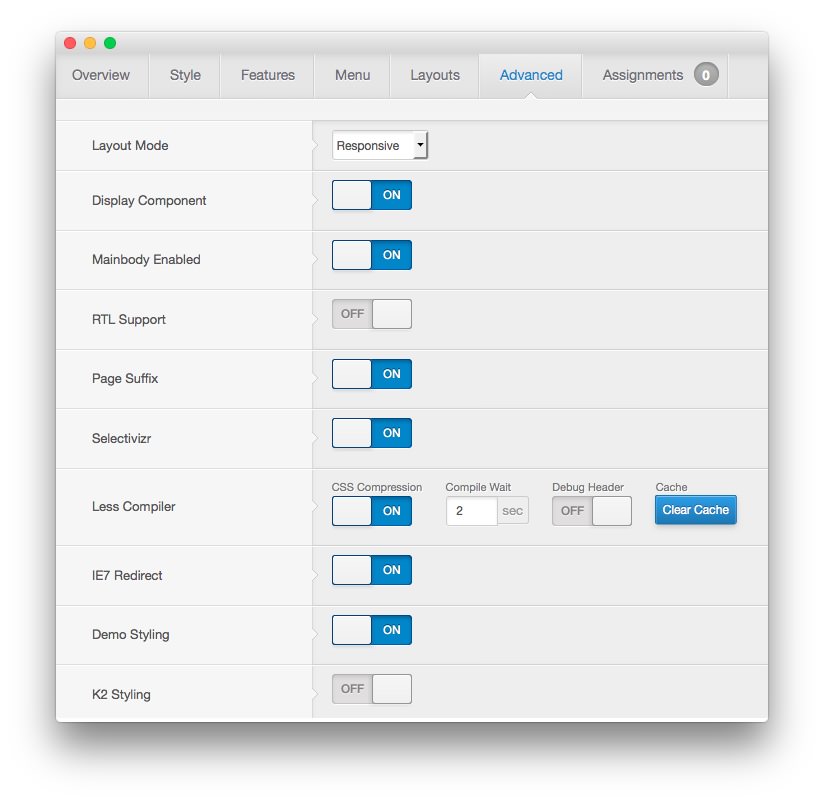 Overview Style Features Menu Layouts Advanced Assignments 0
Layout Mode Responsive
Display Component ON
Mainbody Enabled ON
RTL Support OFF
Page Suffix ON
Selectivizr ON
CSS Compression Compile Wait Debug Header Cache
Less Compiler ON 2 sec OFF Clear Cache
IE7 Redirect ON
Demo Styling ON
K2 Styling OFF